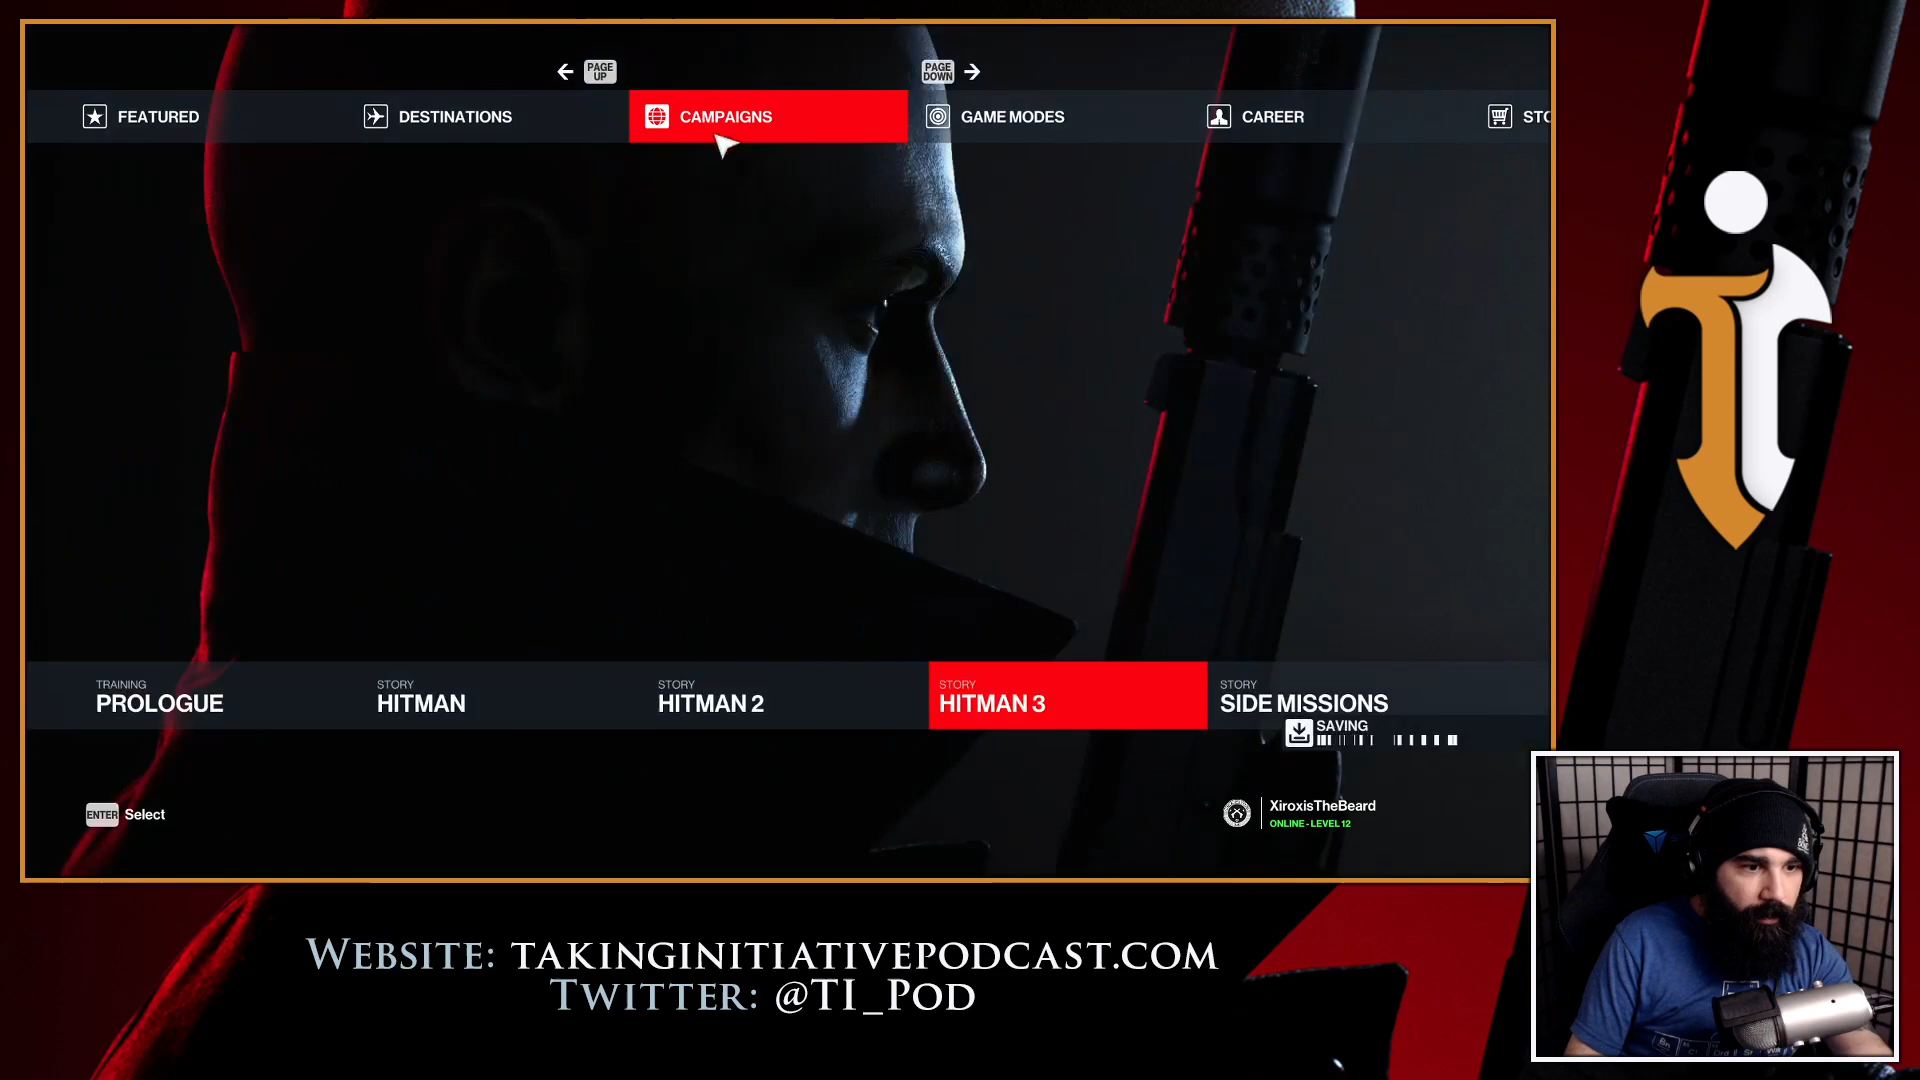 PAGE UP
PAGE DOWN
FEATURED
DESTINATIONS
CAMPAIGNS
GAME MODES
CAREER
STO
TRAINING
PROLOGUE
STORY
HITMAN
STORY
HITMAN 2
STORY
HITMAN 3
STORY
SIDE MISSIONS
SAVING
ENTER Select
XiroxisTheBeard
ONLINE - LEVEL 12
WEBSITE: TAKINGINITIATIVEPODCAST.COM
TWITTER: @TI_POD